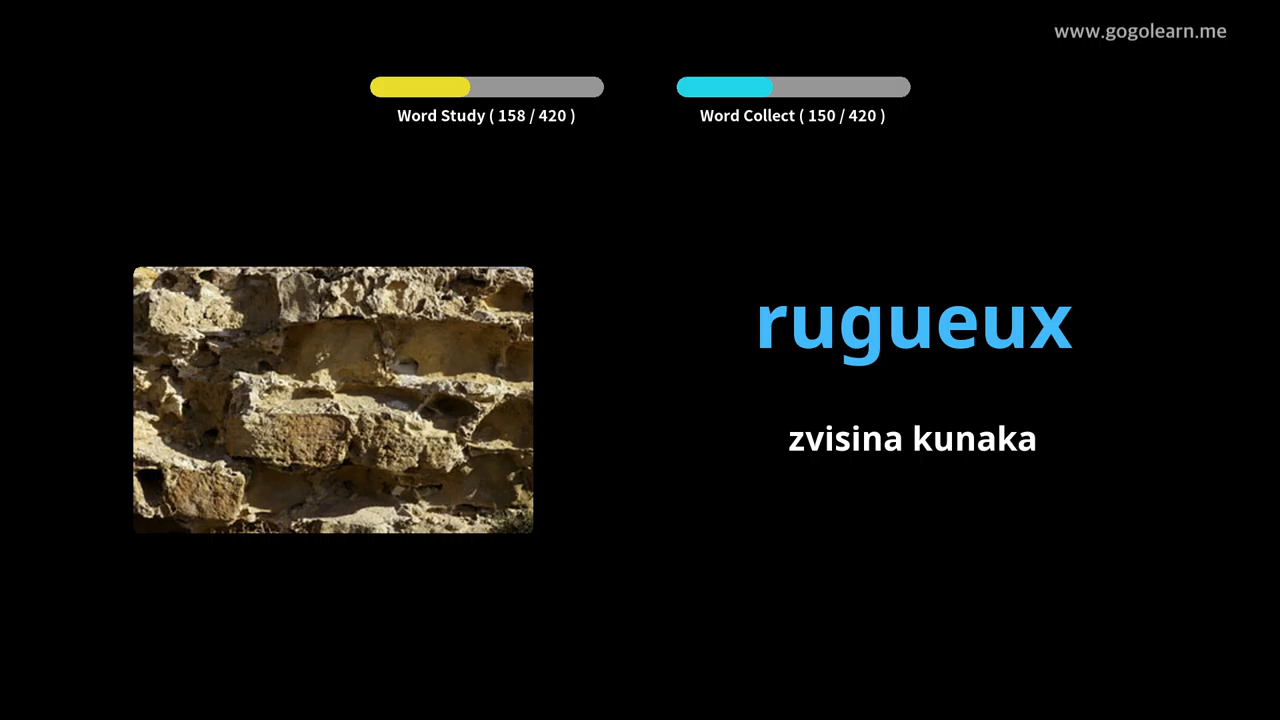 www.gogolearn.me
Word Study ( 158 / 420 )
Word Collect ( 150 / 420 )
rugueux
zvisina kunaka